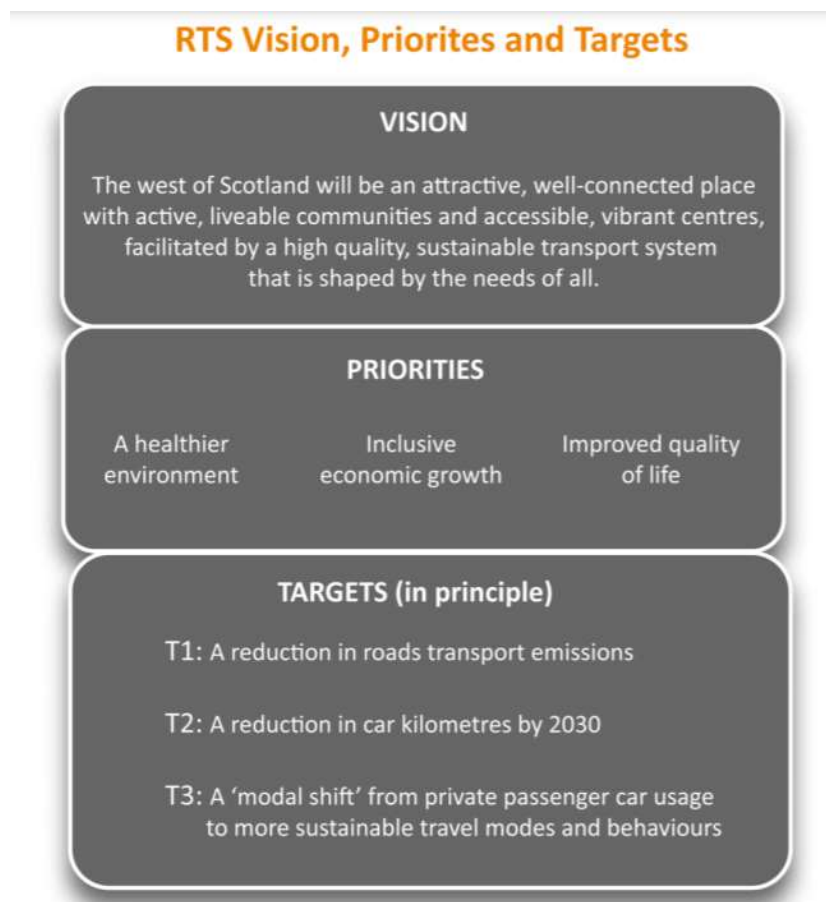 RTS Vision, Priorites and Targets
VISION
The west of Scotland will be an attractive, well-connected place
with active, liveable communities and accessible, vibrant centres,
facilitated by a high quality, sustainable transport system
that is shaped by the needs of all.
PRIORITIES
A healthier
environment
Inclusive
economic growth
Improved quality
of life
TARGETS (in principle)
T1: A reduction in roads transport emissions
T2: A reduction in car kilometres by 2030
T3: A ‘modal shift’ from private passenger car usage
to more sustainable travel modes and behaviours